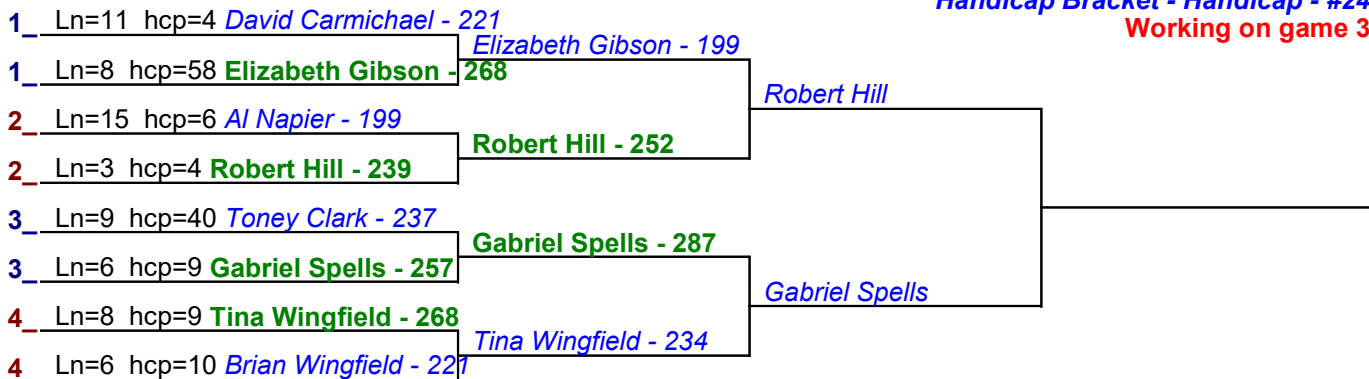 Handicap Bracket - Handicap - #24
Working on game 3
1_ Ln=11 hcp=4 David Carmichael - 221
Elizabeth Gibson - 199
1_ Ln=8 hcp=58 Elizabeth Gibson - 268
Robert Hill
2_ Ln=15 hcp=6 Al Napier - 199
Robert Hill - 252
2_ Ln=3 hcp=4 Robert Hill - 239
3_ Ln=9 hcp=40 Toney Clark - 237
Gabriel Spells - 287
3_ Ln=6 hcp=9 Gabriel Spells - 257
Gabriel Spells
4_ Ln=8 hcp=9 Tina Wingfield - 268
Tina Wingfield - 234
4 Ln=6 hcp=10 Brian Wingfield - 221